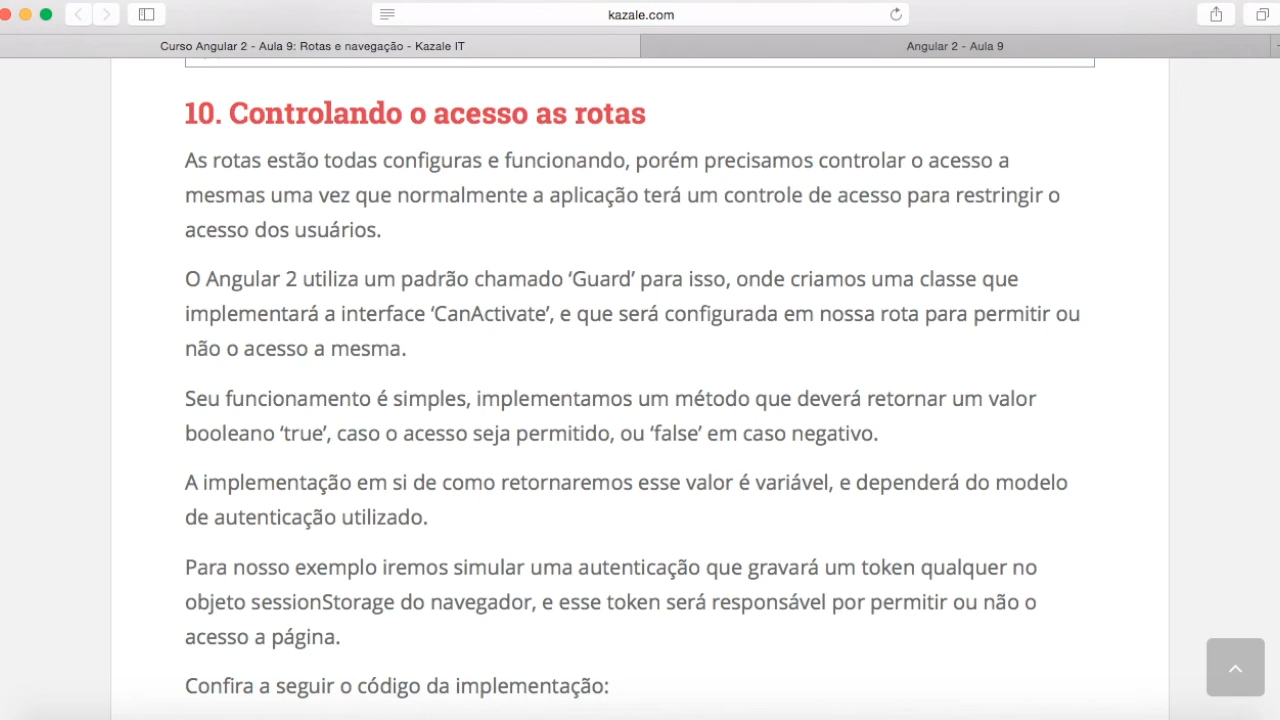 kazale.com
Curso Angular 2 - Aula 9: Rotas e navegação - Kazale IT
Angular 2 - Aula 9
10. Controlando o acesso as rotas
As rotas estão todas configuras e funcionando, porém precisamos controlar o acesso a
mesmas uma vez que normalmente a aplicação terá um controle de acesso para restringir o
acesso dos usuários.
O Angular 2 utiliza um padrão chamado ‘Guard’ para isso, onde criamos uma classe que
implementará a interface ‘CanActivate’, e que será configurada em nossa rota para permitir ou
não o acesso a mesma.
Seu funcionamento é simples, implementamos um método que deverá retornar um valor
booleano ‘true’, caso o acesso seja permitido, ou ‘false’ em caso negativo.
A implementação em si de como retornaremos esse valor é variável, e dependerá do modelo
de autenticação utilizado.
Para nosso exemplo iremos simular uma autenticação que gravará um token qualquer no
objeto sessionStorage do navegador, e esse token será responsável por permitir ou não o
acesso a página.
Confira a seguir o código da implementação: